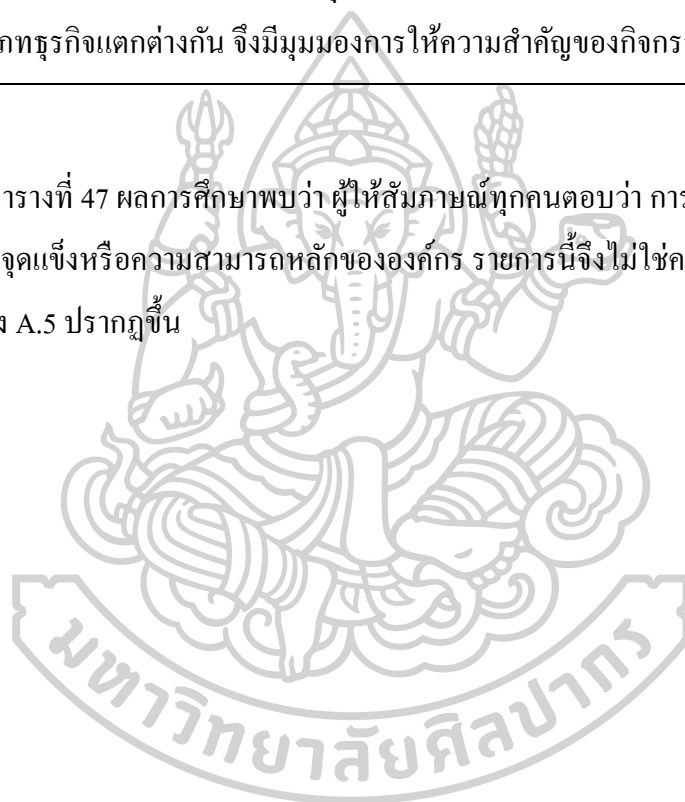 ภทธุรกิจแตกต่างกัน จึงมีมุมมองการให้ความสำคัญของกิจกร
ารางที่ 47 ผลการศึกษาพบว่า ผู้ให้สัมภาษณ์ทุกคนตอบว่า การ
จุดแข็งหรือความสามารถหลักขององค์กร รายการนี้จึงไม่ใช่ค
ง A.5 ปรากฏขึ้น
มหาวิทยาลัยศิลปากร